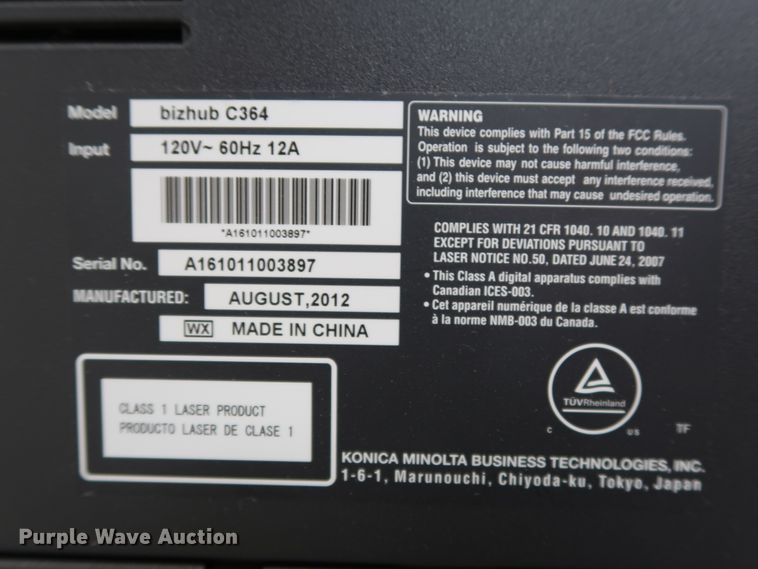 Model bizhub C364
Input 120V~ 60Hz 12A
*A161011003897*
Serial No. A161011003897
MANUFACTURED: AUGUST,2012
WX MADE IN CHINA
CLASS 1 LASER PRODUCT
PRODUCTO LASER DE CLASE 1
WARNING
This device complies with Part 15 of the FCC Rules.
Operation is subject to the following two conditions:
(1) This device may not cause harmful interference,
and (2) this device must accept any interference received,
including interference that may cause undesired operation.
COMPLIES WITH 21 CFR 1040. 10 AND 1040. 11
EXCEPT FOR DEVIATIONS PURSUANT TO
LASER NOTICE NO.50, DATED JUNE 24, 2007
• This Class A digital apparatus complies with
Canadian ICES-003.
• Cet appareil numérique de la classe A est conforme
à la norme NMB-003 du Canada.
TÜVRheinland
C US TF
KONICA MINOLTA BUSINESS TECHNOLOGIES, INC.
1-6-1, Marunouchi, Chiyoda-ku, Tokyo, Japan
Purple Wave Auction